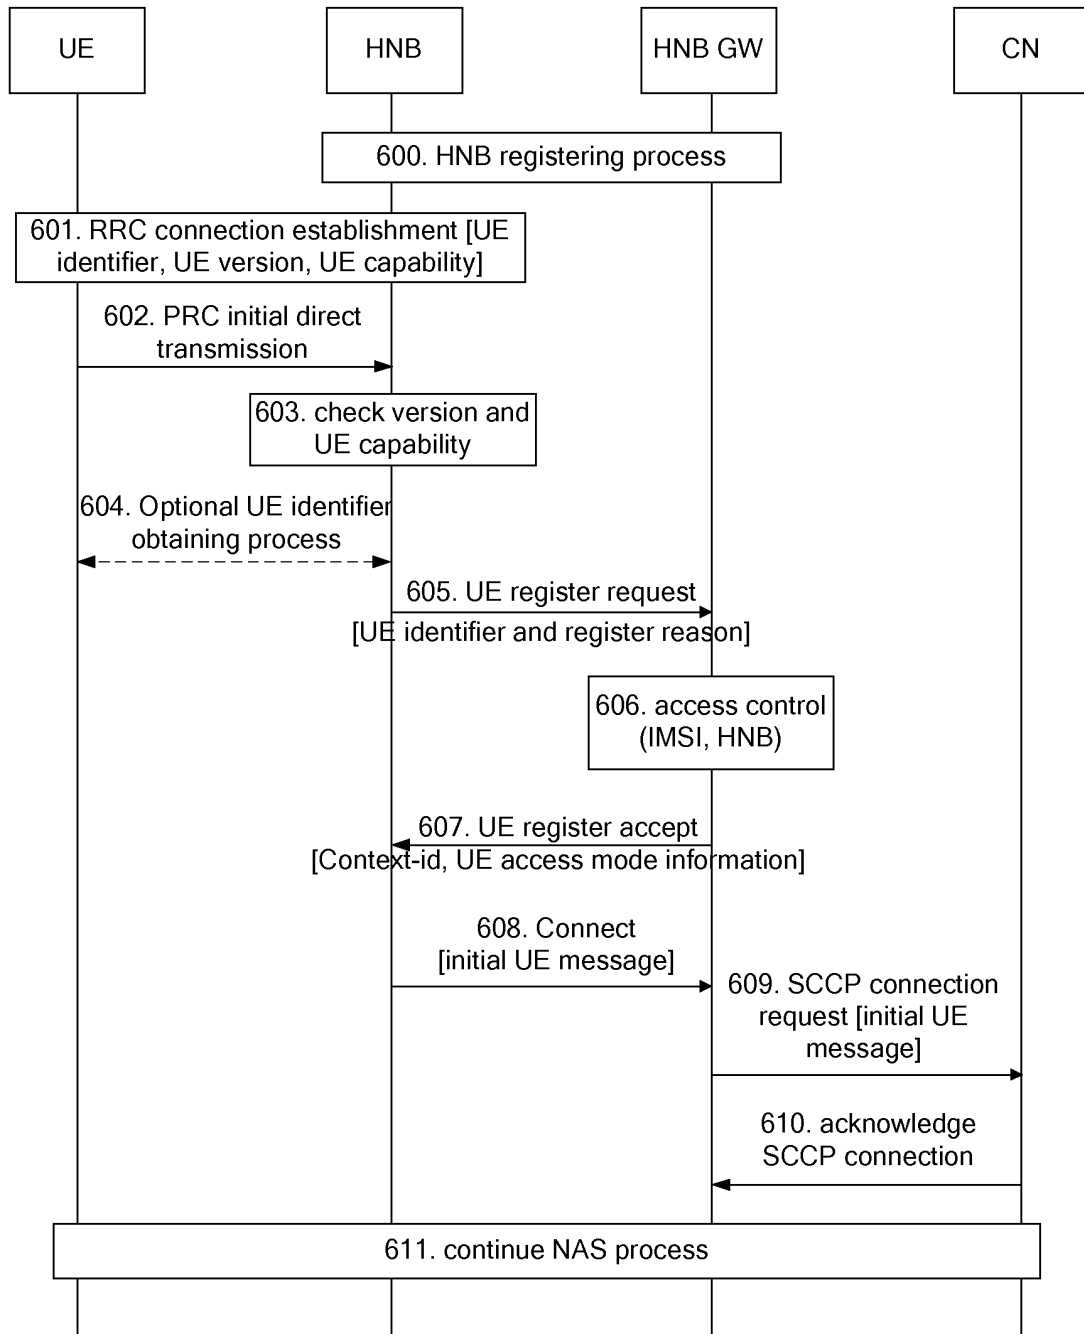 UE
HNB
HNB GW
CN
600. HNB registering process
601. RRC connection establishment [UE
identifier, UE version, UE capability]
602. PRC initial direct
transmission
603. check version and
UE capability
604. Optional UE identifier
obtaining process
605. UE register request
[UE identifier and register reason]
606. access control
(IMSI, HNB)
607. UE register accept
[Context-id, UE access mode information]
608. Connect
[initial UE message]
609. SCCP connection
request [initial UE
message]
610. acknowledge
SCCP connection
611. continue NAS process